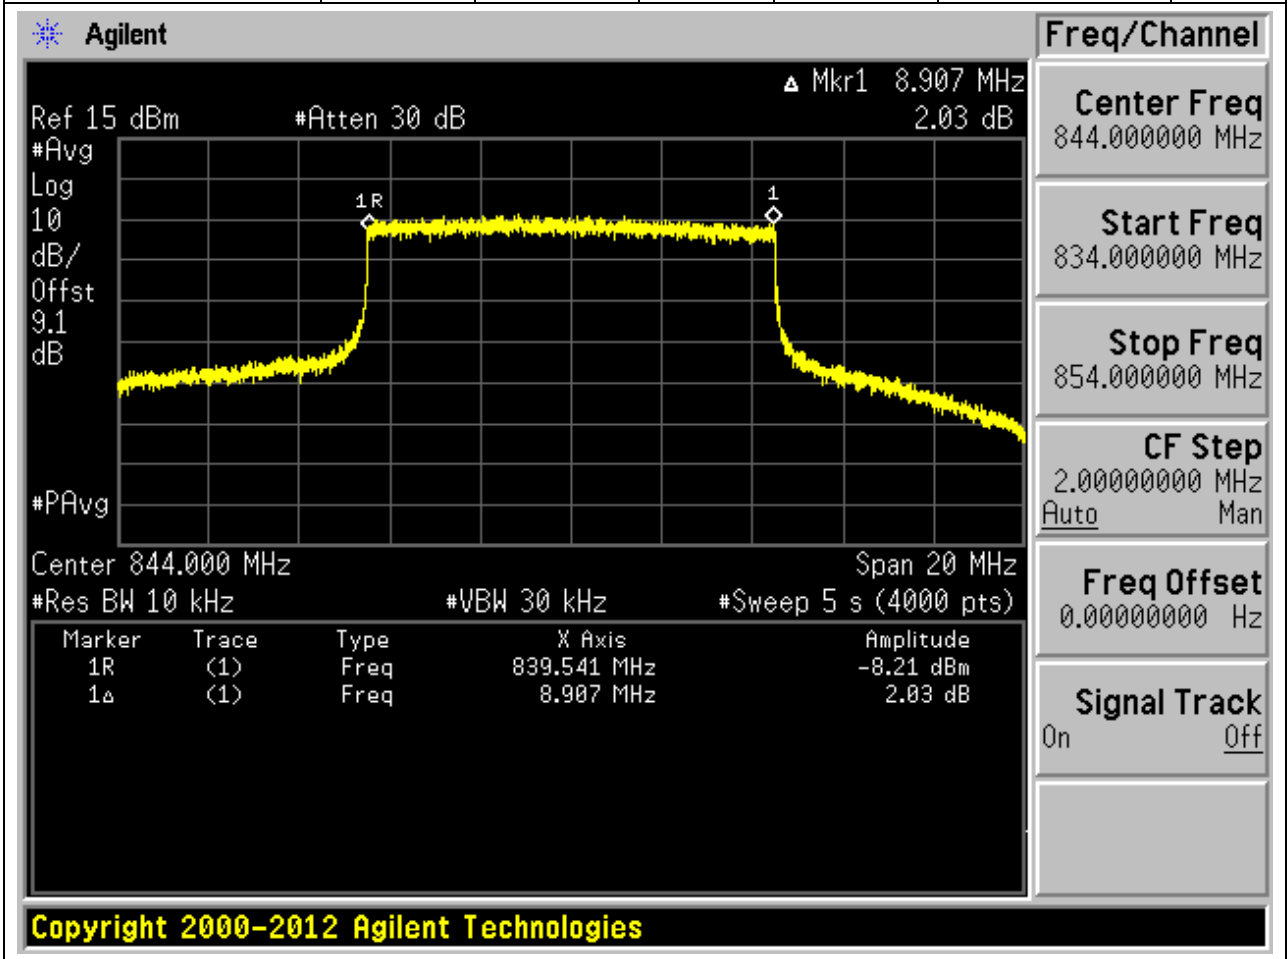 Agilent
Freq/Channel
Δ Mkr1 8.907 MHz
Ref 15 dBm #Atten 30 dB 2.03 dB
#Avg
Log
10
dB/
Offst
9.1
dB
#PAvg
1R
1
Center 844.000 MHz Span 20 MHz
#Res BW 10 kHz #VBW 30 kHz #Sweep 5 s (4000 pts)
Marker Trace Type X Axis Amplitude
1R (1) Freq 839.541 MHz -8.21 dBm
1Δ (1) Freq 8.907 MHz 2.03 dB
Center Freq
844.000000 MHz
Start Freq
834.000000 MHz
Stop Freq
854.000000 MHz
CF Step
2.00000000 MHz
Auto Man
Freq Offset
0.00000000 Hz
Signal Track
On Off
Copyright 2000-2012 Agilent Technologies